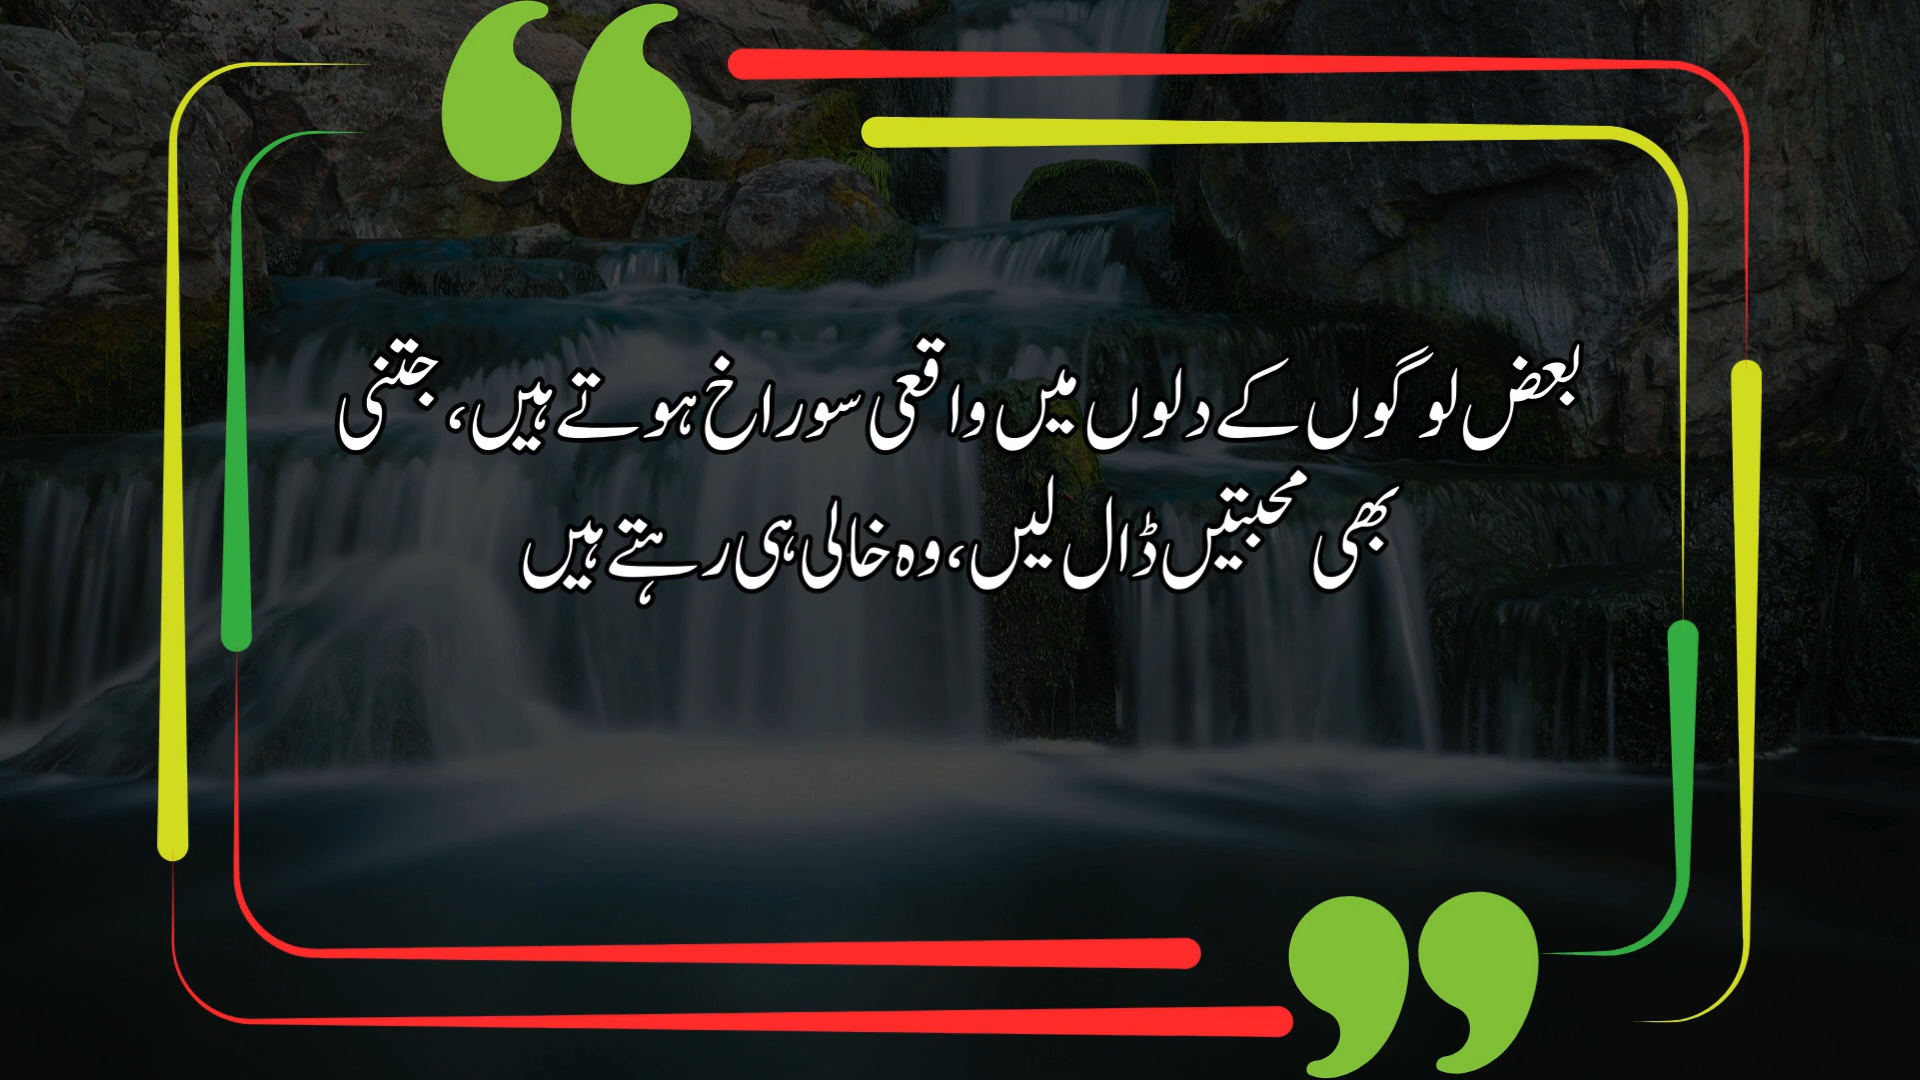 بعض لوگوں کے دلوں میں واقعی سوراخ ہوتے ہیں، جتنی
بھی محبتیں ڈال لیں، وہ خالی ہی رہتے ہیں